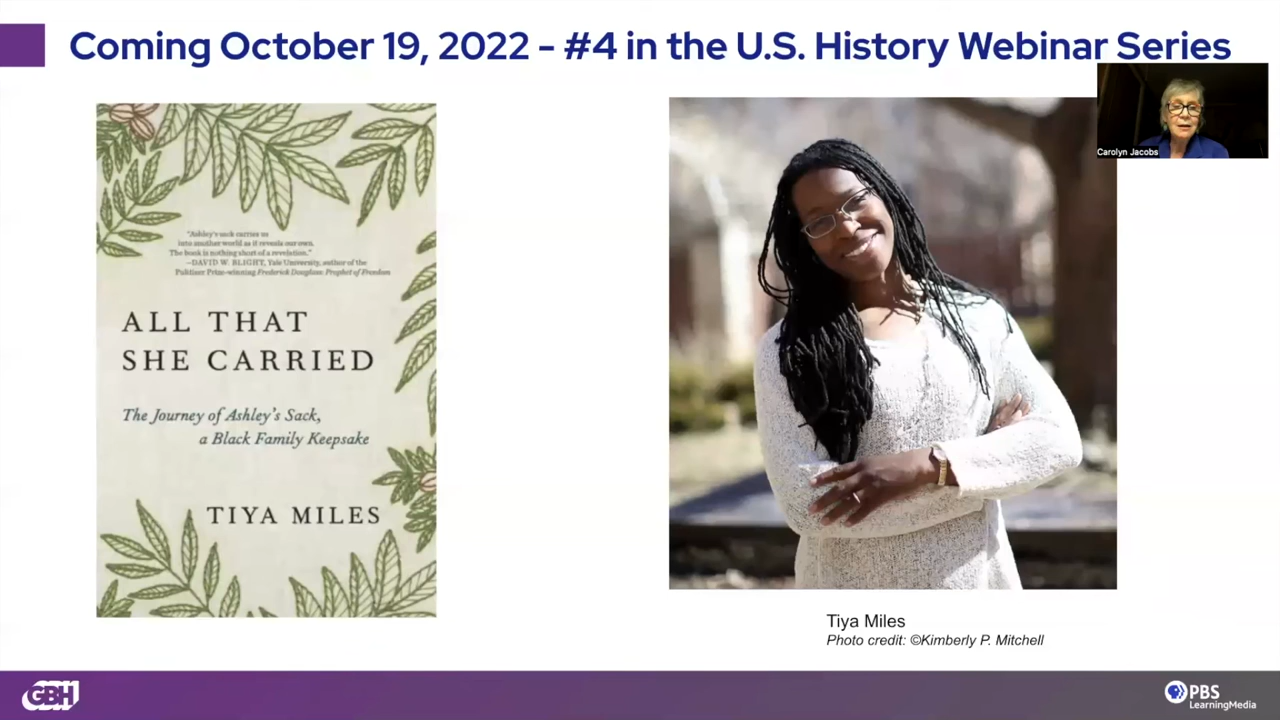 Coming October 19, 2022 - #4 in the U.S. History Webinar Series
Carolyn Jacobs
"Ashley's sack carries us
into another world as it reveals our own.
The book is nothing short of a revelation."
—DAVID W. BLIGHT, Yale University, author of the
Pulitzer Prize-winning Frederick Douglass: Prophet of Freedom
ALL THAT
SHE CARRIED
The Journey of Ashley's Sack,
a Black Family Keepsake
TIYA MILES
Tiya Miles
Photo credit: ©Kimberly P. Mitchell
GBH
PBS
LearningMedia